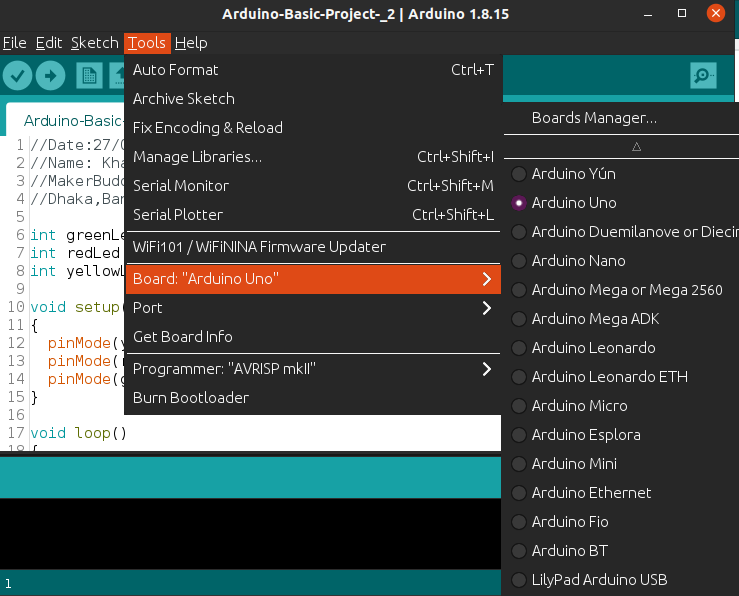 Arduino-Basic-Project-_2 | Arduino 1.8.15
File Edit Sketch Tools Help
Arduino-Basic-
Auto Format Ctrl+T
Archive Sketch
Fix Encoding & Reload
Manage Libraries... Ctrl+Shift+I
Serial Monitor Ctrl+Shift+M
Serial Plotter Ctrl+Shift+L
WiFi101 / WiFiNINA Firmware Updater
Board: "Arduino Uno"
Port
Get Board Info
Programmer: "AVRISP mkII"
Burn Bootloader
Boards Manager...
Arduino Yún
Arduino Uno
Arduino Duemilanove or Diecim
Arduino Nano
Arduino Mega or Mega 2560
Arduino Mega ADK
Arduino Leonardo
Arduino Leonardo ETH
Arduino Micro
Arduino Esplora
Arduino Mini
Arduino Ethernet
Arduino Fio
Arduino BT
LilyPad Arduino USB
1 //Date:27/
2 //Name: Kha
3 //MakerBudd
4 //Dhaka,Ban
5
6 int greenLe
7 int redLed
8 int yellowL
9
10 void setup(
11 {
12 pinMode(y
13 pinMode(r
14 pinMode(g
15 }
16
17 void loop()
18 {
1